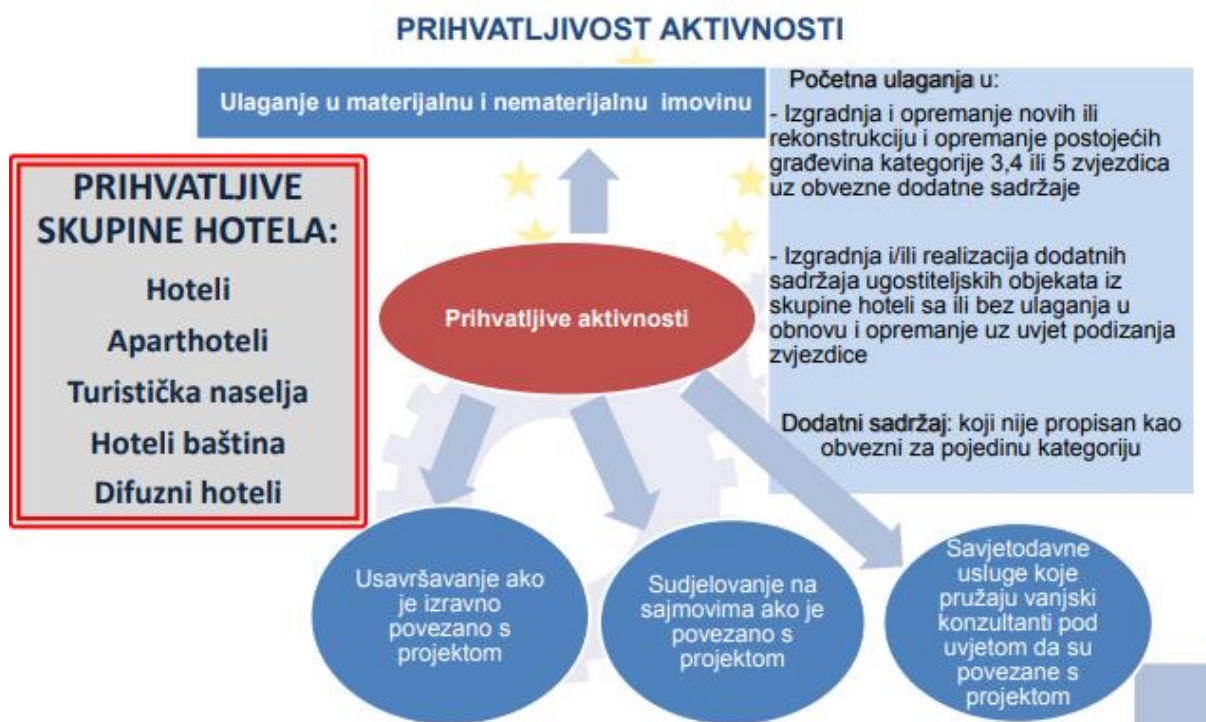 PRIHVATLJIVOST AKTIVNOSTI
Ulaganje u materijalnu i nematerijalnu imovinu
Početna ulaganja u:
- Izgradnja i opremanje novih ili
rekonstrukciju i opremanje postojećih
građevina kategorije 3,4 ili 5 zvjezdica
uz obvezne dodatne sadržaje
- Izgradnja i/ili realizacija dodatnih
sadržaja ugostiteljskih objekata iz
skupine hoteli sa ili bez ulaganja u
obnovu i opremanje uz uvjet podizanja
zvjezdice
Dodatni sadržaj: koji nije propisan kao
obvezni za pojedinu kategoriju
PRIHVATLJIVE
SKUPINE HOTELA:
Hoteli
Aparthoteli
Turistička naselja
Hoteli baština
Difuzni hoteli
Prihvatljive aktivnosti
Usavršavanje ako
je izravno
povezano s
projektom
Sudjelovanje na
sajmovima ako je
povezano s
projektom
Savjetodavne
usluge koje
pružaju vanjski
konzultanti pod
uvjetom da su
povezane s
projektom